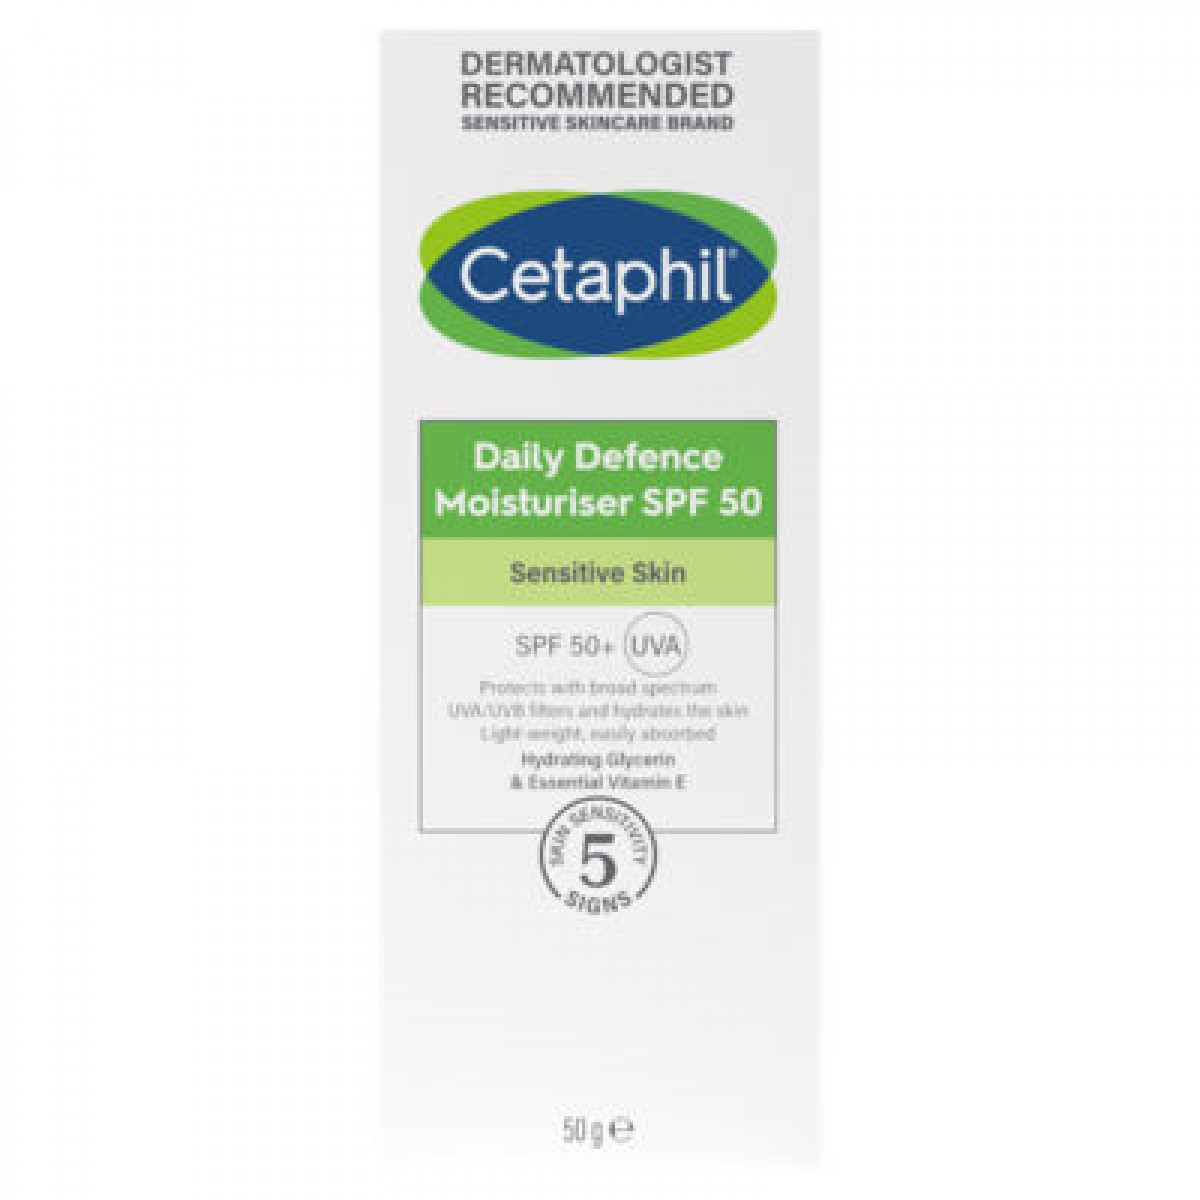 DERMATOLOGIST
RECOMMENDED
SENSITIVE SKINCARE BRAND
Cetaphil®
Daily Defence
Moisturiser SPF 50
Sensitive Skin
SPF 50+ UVA
Protects with broad spectrum
UVA/UVB filters and hydrates the skin
Light-weight, easily absorbed
Hydrating Glycerin
& Essential Vitamin E
SKIN SENSITIVITY
5
SIGNS
50 g ℮